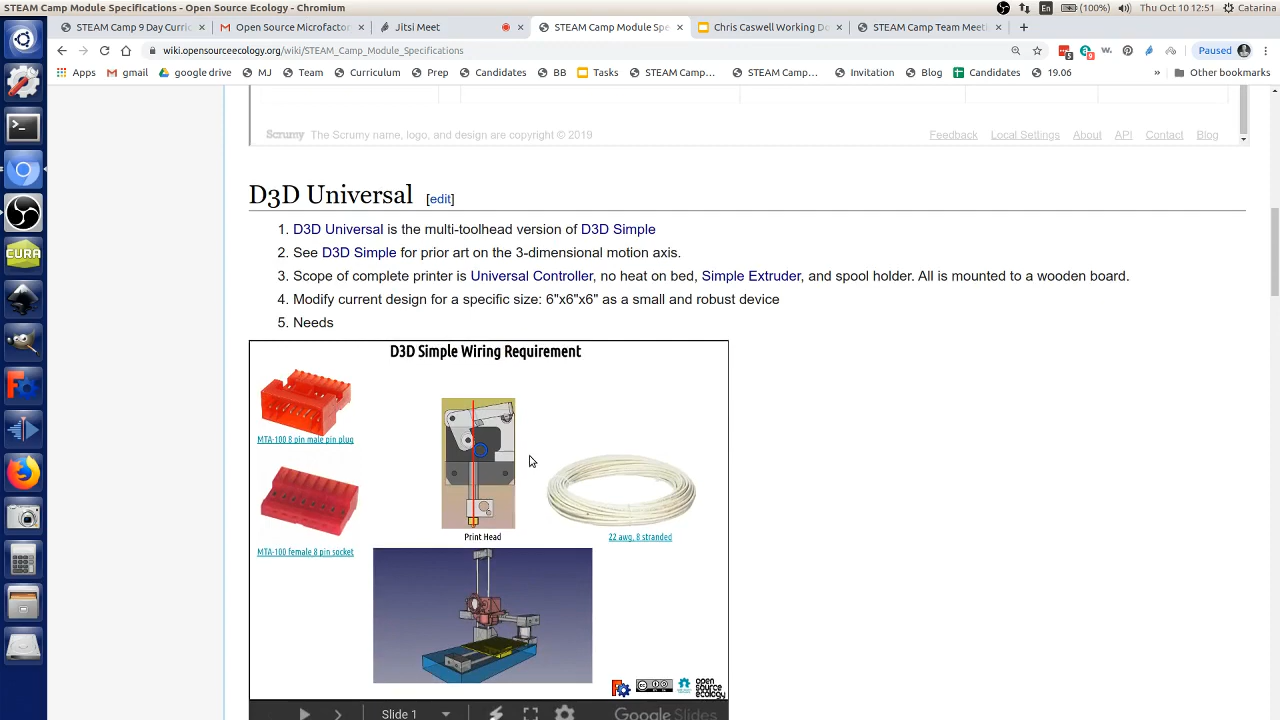 STEAM Camp Module Specifications - Open Source Ecology - Chromium
En (100%) Thu Oct 10 12:51 Catarina
STEAM Camp 9 Day Curric
Open Source Microfactor
Jitsi Meet
STEAM Camp Module Spe
Chris Caswell Working Do
STEAM Camp Team Meeti
wiki.opensourceecology.org/wiki/STEAM_Camp_Module_Specifications
Paused
Apps gmail google drive MJ Team Curriculum Prep Candidates BB Tasks STEAM Camp... STEAM Camp... Invitation Blog Candidates 19.06 » Other bookmarks
Scrumy The Scrumy name, logo, and design are copyright © 2019 Feedback Local Settings About API Contact Blog
D3D Universal [edit]
1. D3D Universal is the multi-toolhead version of D3D Simple
2. See D3D Simple for prior art on the 3-dimensional motion axis.
3. Scope of complete printer is Universal Controller, no heat on bed, Simple Extruder, and spool holder. All is mounted to a wooden board.
4. Modify current design for a specific size: 6"x6"x6" as a small and robust device
5. Needs
D3D Simple Wiring Requirement
MTA-100 8 pin male pin plug
MTA-100 female 8 pin socket
Print Head
22 awg, 8 stranded
open
source
ecology
Slide 1
Google Slides
CURA